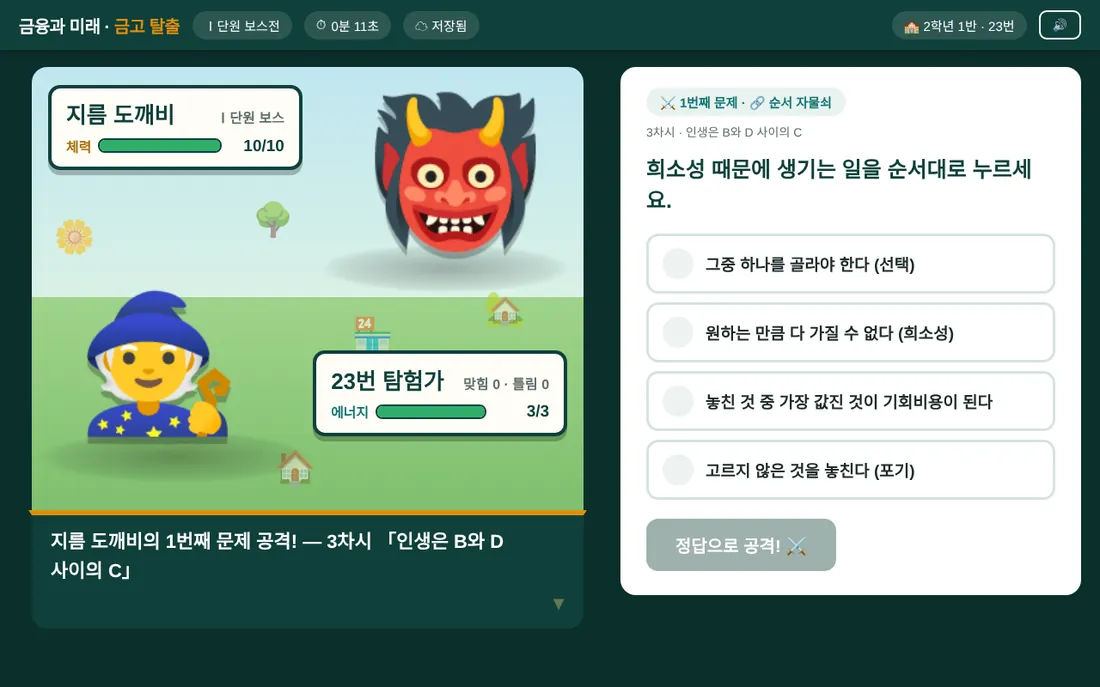 금융과 미래 · 금고 탈출
Ⅰ 단원 보스전
0분 11초
저장됨
2학년 1반 · 23번
지름 도깨비
Ⅰ 단원 보스
체력
10/10
24
23번 탐험가
맞힘 0 · 틀림 0
에너지
3/3
지름 도깨비의 1번째 문제 공격! — 3차시 「인생은 B와 D
사이의 C」
1번째 문제 · 순서 자물쇠
3차시 · 인생은 B와 D 사이의 C
희소성 때문에 생기는 일을 순서대로 누르세
요.
그중 하나를 골라야 한다 (선택)
원하는 만큼 다 가질 수 없다 (희소성)
놓친 것 중 가장 값진 것이 기회비용이 된다
고르지 않은 것을 놓친다 (포기)
정답으로 공격!